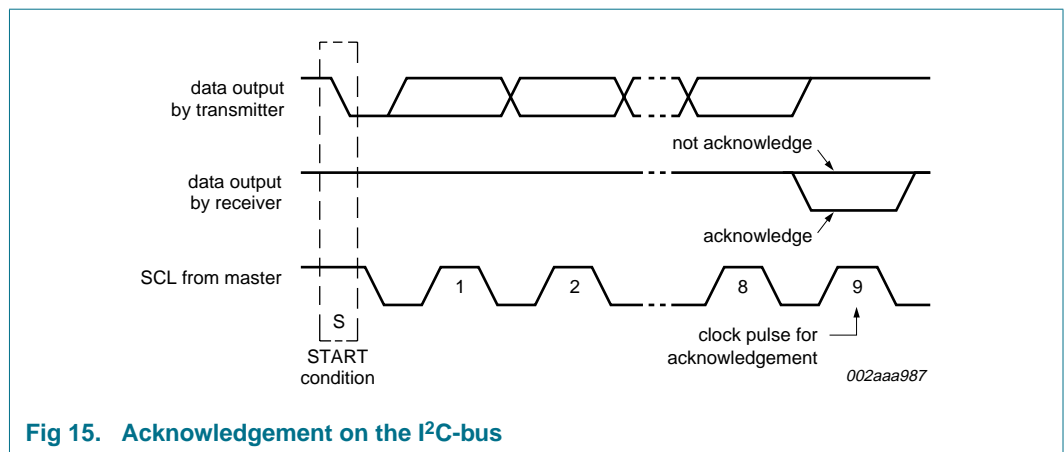 data output
by transmitter
not acknowledge
data output
by receiver
acknowledge
SCL from master
1
2
8
9
S
START
condition
clock pulse for
acknowledgement
002aaa987
Fig 15. Acknowledgement on the I²C-bus